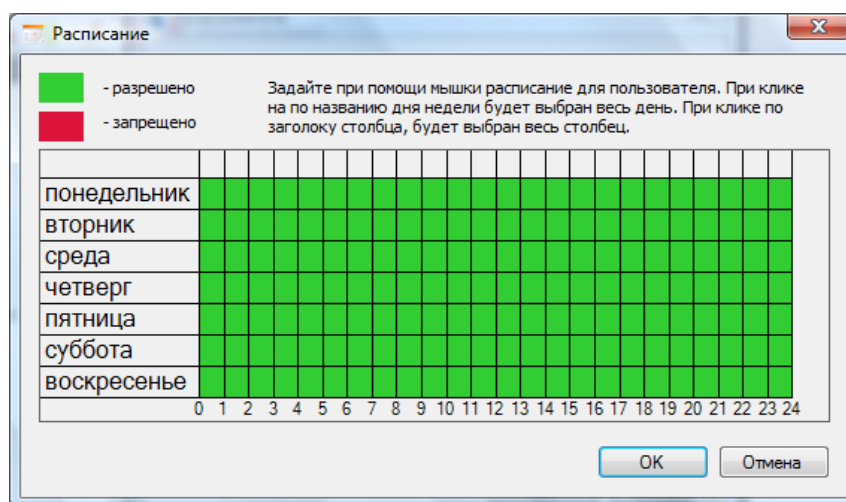 Расписание
- разрешено
- запрещено
Задайте при помощи мышки расписание для пользователя. При клике
на по названию дня недели будет выбран весь день. При клике по
заголоку столбца, будет выбран весь столбец.
понедельник
вторник
среда
четверг
пятница
суббота
воскресенье
0 1 2 3 4 5 6 7 8 9 10 11 12 13 14 15 16 17 18 19 20 21 22 23 24
OK Отмена